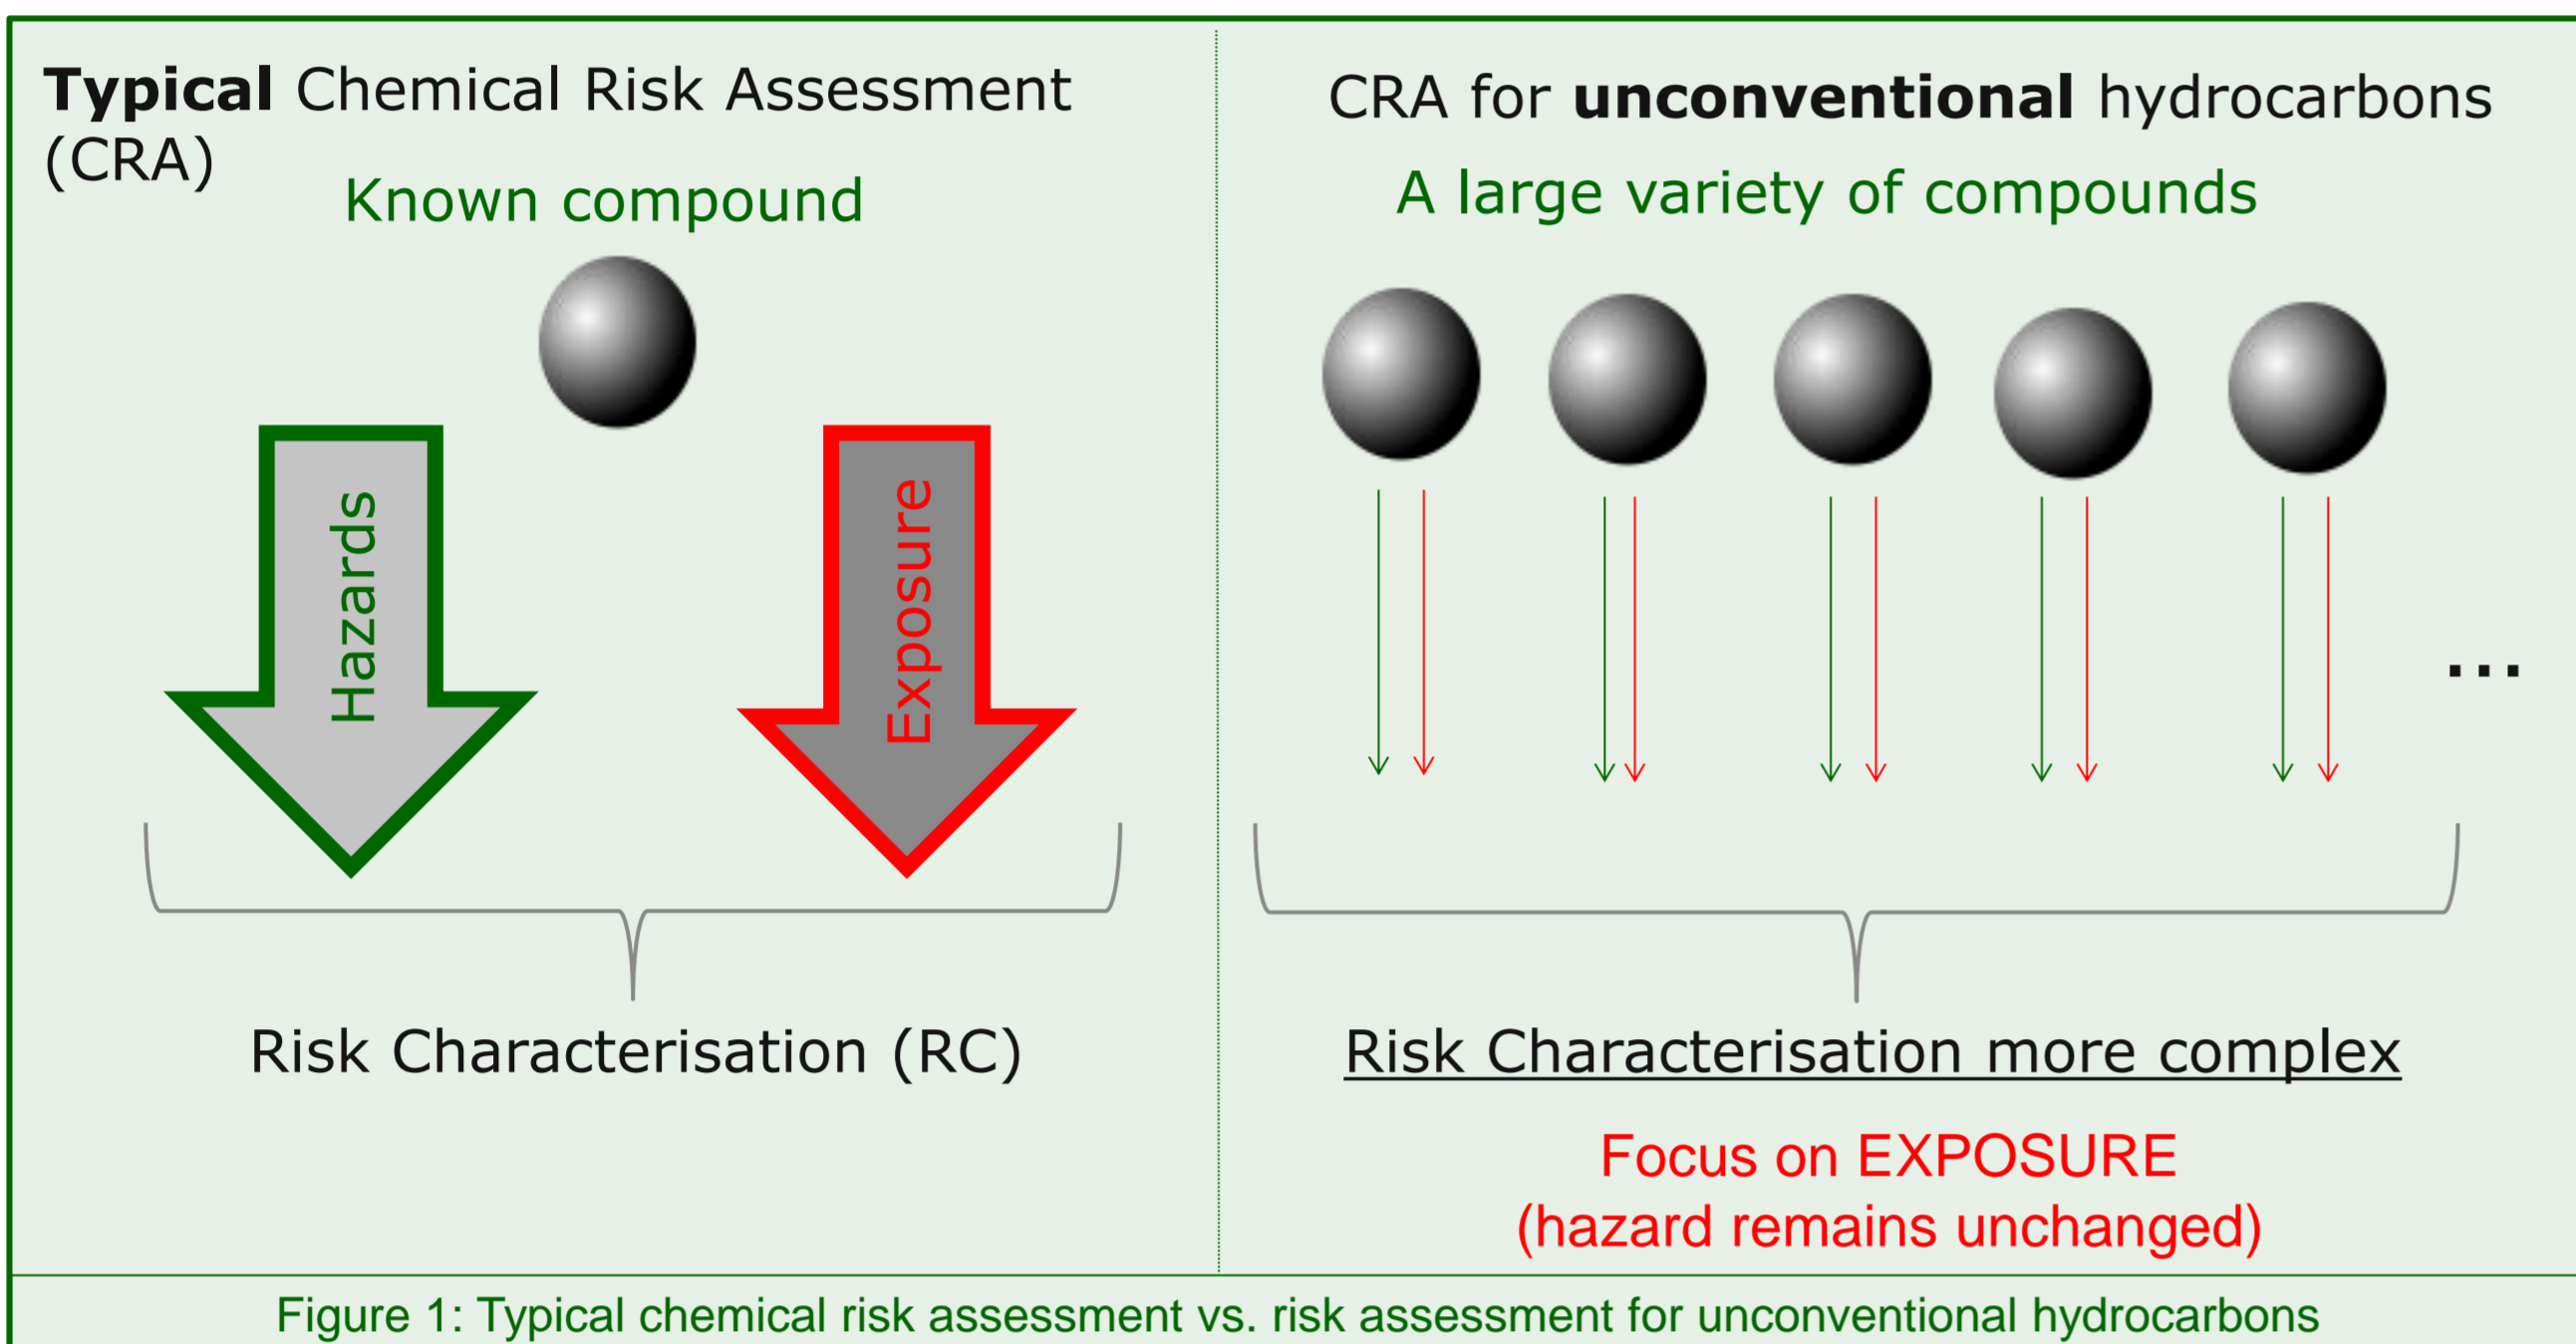 Typical Chemical Risk Assessment
(CRA)
Known compound
Hazards
Exposure
Risk Characterisation (RC)
CRA for unconventional hydrocarbons
A large variety of compounds
...
Risk Characterisation more complex
Focus on EXPOSURE
(hazard remains unchanged)
Figure 1: Typical chemical risk assessment vs. risk assessment for unconventional hydrocarbons